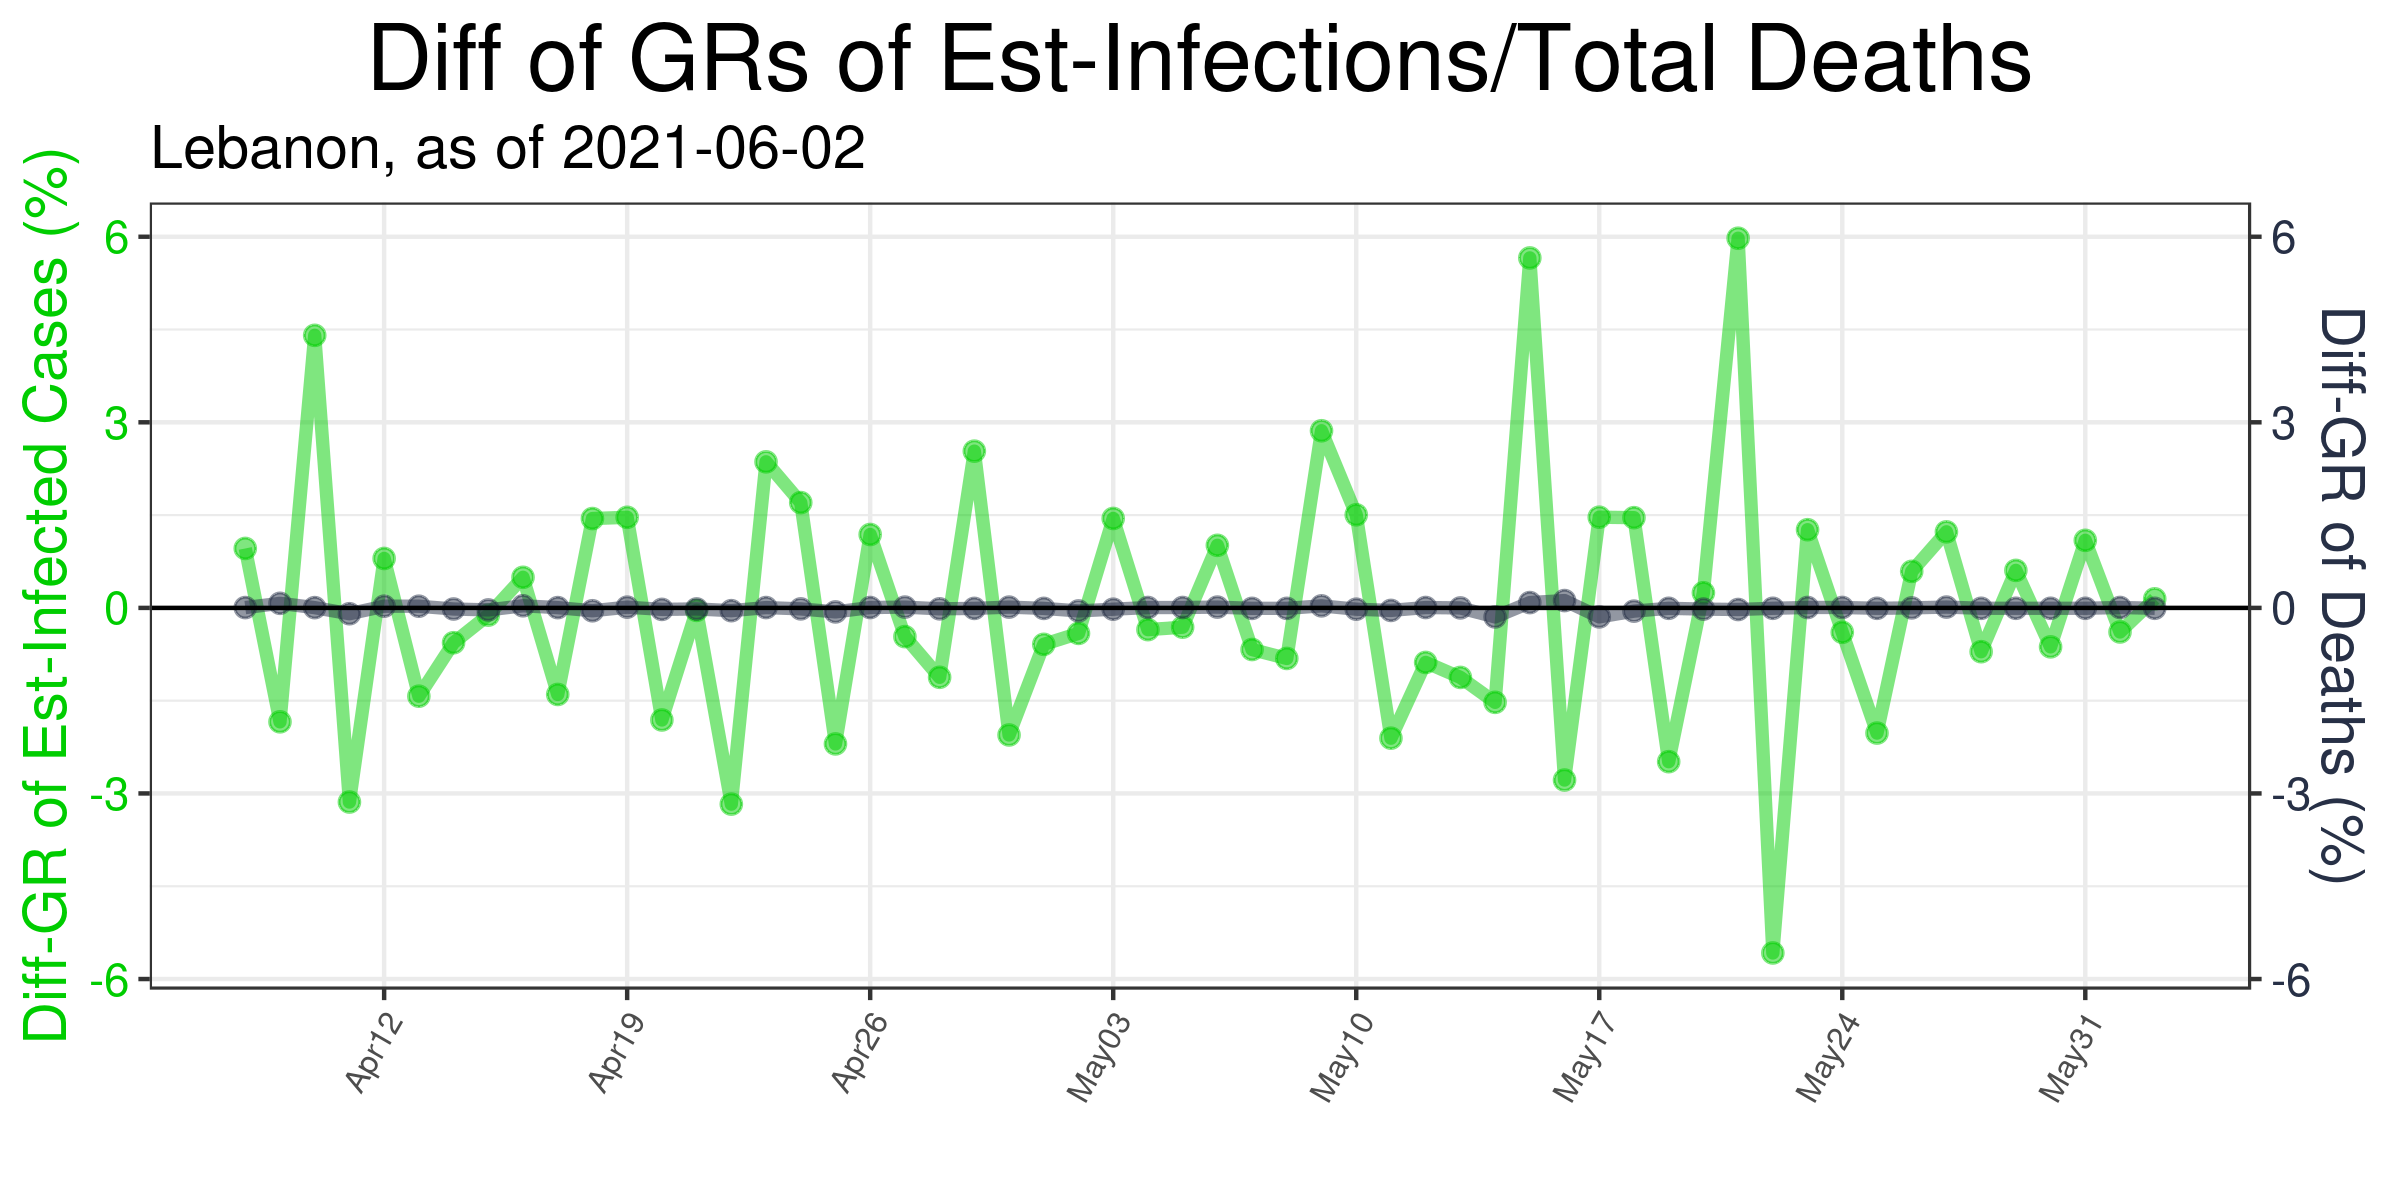 Diff of GRs of Est-Infections/Total Deaths
Lebanon, as of 2021-06-02
Diff-GR of Est-Infected Cases (%)
6
3
0
-3
-6
6
3
0
-3
-6
Diff-GR of Deaths (%)
Apr12
Apr19
Apr26
May03
May10
May17
May24
May31